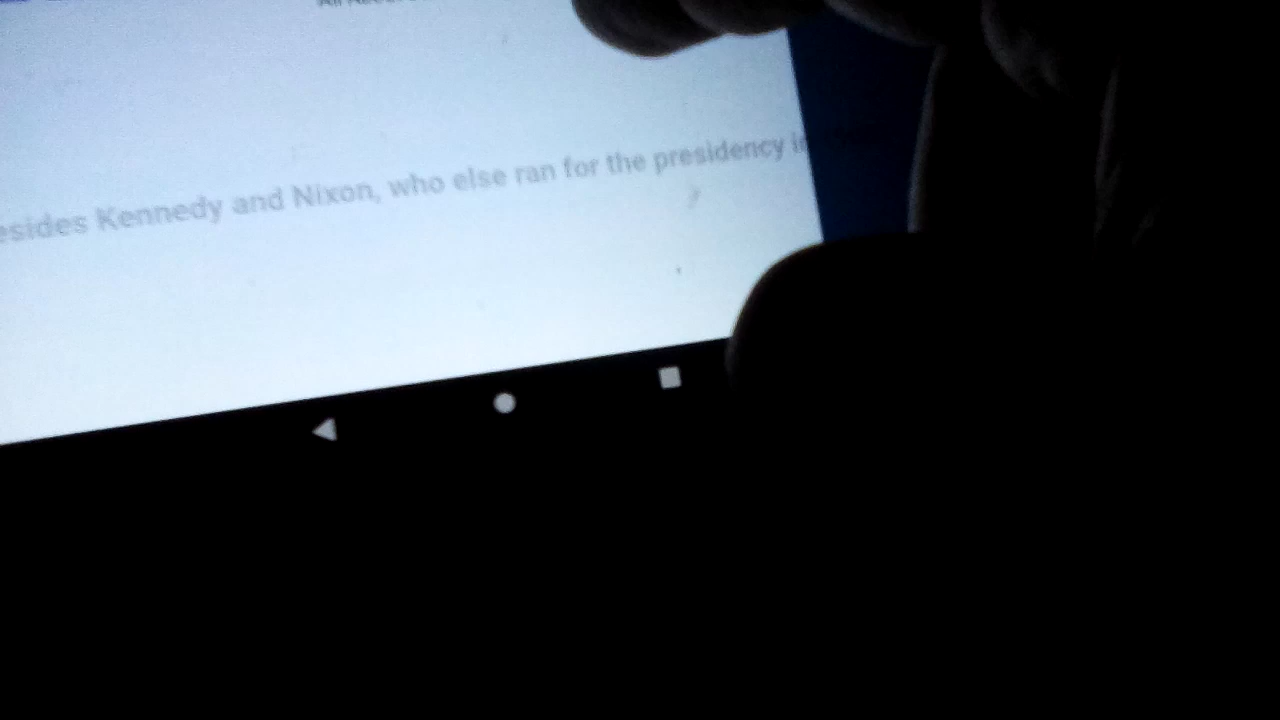 esides Kennedy and Nixon, who else ran for the presidency i